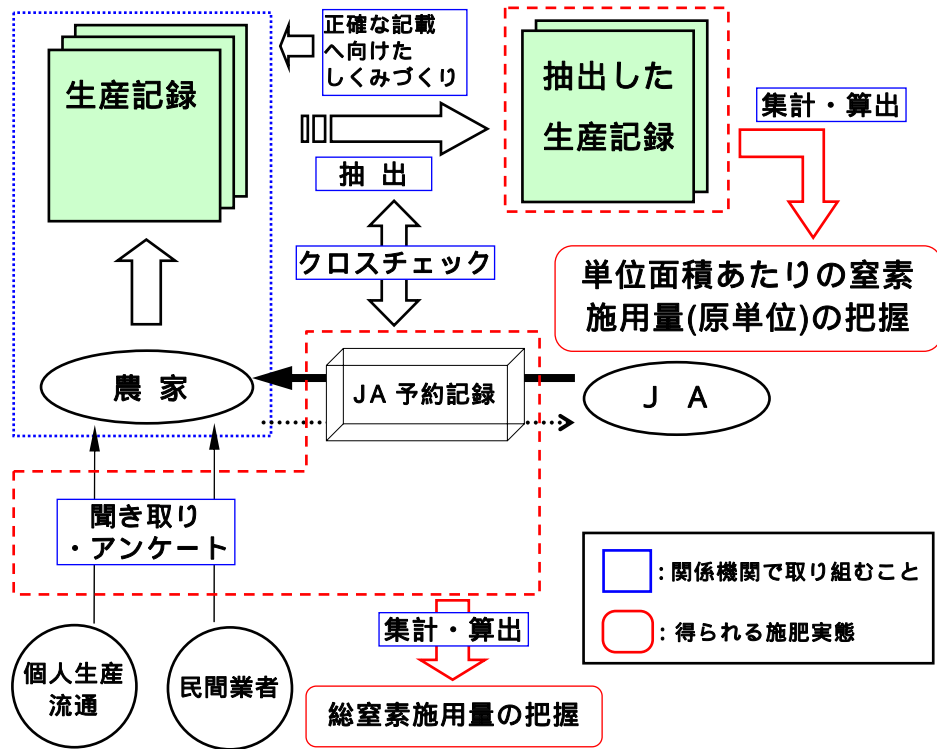 正確な記載
へ向けた
しくみづくり
生産記録
抽出した
生産記録
集計・算出
抽 出
クロスチェック
単位面積あたりの窒素
施用量(原単位)の把握
農 家
JA 予約記録
J A
聞き取り
・アンケート
:関係機関で取り組むこと
:得られる施肥実態
集計・算出
個人生産
流通
民間業者
総窒素施用量の把握